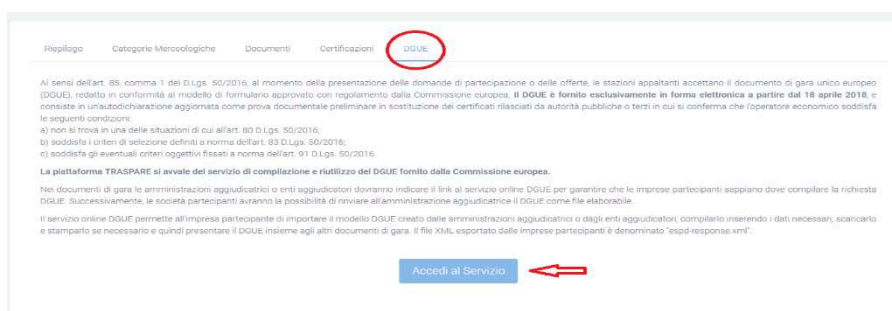 Riepilogo Categorie Merceologiche Documenti Certificazioni DGUE
Ai sensi dell'art. 85, comma 1 del D.Lgs. 50/2016, al momento della presentazione delle domande di partecipazione o delle offerte, le stazioni appaltanti accettano il documento di gara unico europeo
(DGUE), redatto in conformità al modello di formulario approvato con regolamento dalla Commissione europea. Il DGUE è fornito esclusivamente in forma elettronica a partire dal 18 aprile 2018, e
consiste in un'autodichiarazione aggiornata come prova documentale preliminare in sostituzione dei certificati rilasciati da autorità pubbliche o terzi in cui si conferma che l'operatore economico soddisfa
le seguenti condizioni:
a) non si trova in una delle situazioni di cui all'art. 80 D.Lgs. 50/2016;
b) soddisfa i criteri di selezione definiti a norma dell'art. 83 D.Lgs. 50/2016;
c) soddisfa gli eventuali criteri oggettivi fissati a norma dell'art. 91 D.Lgs. 50/2016.
La piattaforma TRASPARE si avvale del servizio di compilazione e riutilizzo del DGUE fornito dalla Commissione europea.
Nei documenti di gara le amministrazioni aggiudicatrici o enti aggiudicatori dovranno indicare il link al servizio online DGUE per garantire che le imprese partecipanti sappiano dove compilare la richiesta
DGUE. Successivamente, le società partecipanti avranno la possibilità di rinviare all'amministrazione aggiudicatrice il DGUE come file elaborabile.
Il servizio online DGUE permette all'impresa partecipante di importare il modello DGUE creato dalle amministrazioni aggiudicatrici o dagli enti aggiudicatori, compilarlo inserendo i dati necessari, scaricarlo
e stamparlo se necessario e quindi presentare il DGUE insieme agli altri documenti di gara. Il file XML esportato dalle imprese partecipanti è denominato "espd-response.xml".
Accedi al Servizio